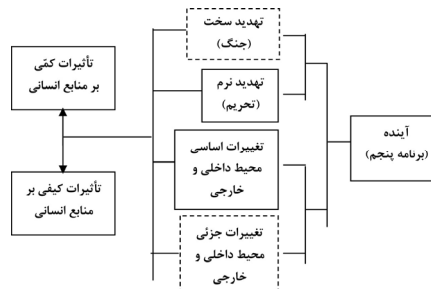 تهدید سخت
(جنگ)
تأثیرات کمّی
بر منابع انسانی
تهدید نرم
(تحریم)
آینده
(برنامه پنجم)
تغییرات اساسی
محیط داخلی و
خارجی
تأثیرات کیفی بر
منابع انسانی
تغییرات جزئی
محیط داخلی و
خارجی